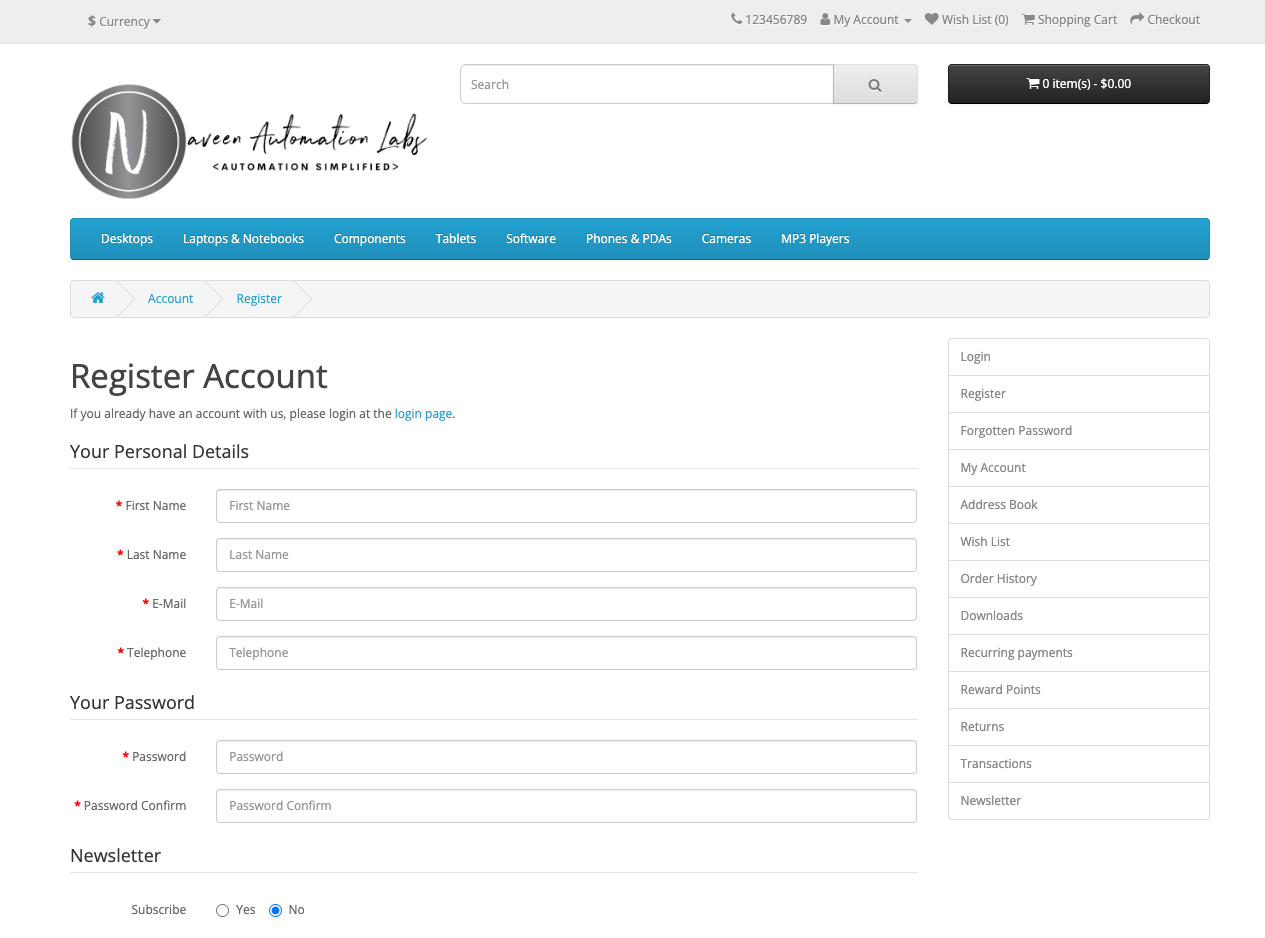 $ Currency
123456789 My Account Wish List (0) Shopping Cart Checkout
Search
0 item(s) - $0.00
N
aveen Automation Labs
<AUTOMATION SIMPLIFIED>
Desktops Laptops & Notebooks Components Tablets Software Phones & PDAs Cameras MP3 Players
Account Register
Register Account
If you already have an account with us, please login at the login page.
Your Personal Details
* First Name First Name
* Last Name Last Name
* E-Mail E-Mail
* Telephone Telephone
Your Password
* Password Password
* Password Confirm Password Confirm
Newsletter
Subscribe Yes No
Login
Register
Forgotten Password
My Account
Address Book
Wish List
Order History
Downloads
Recurring payments
Reward Points
Returns
Transactions
Newsletter